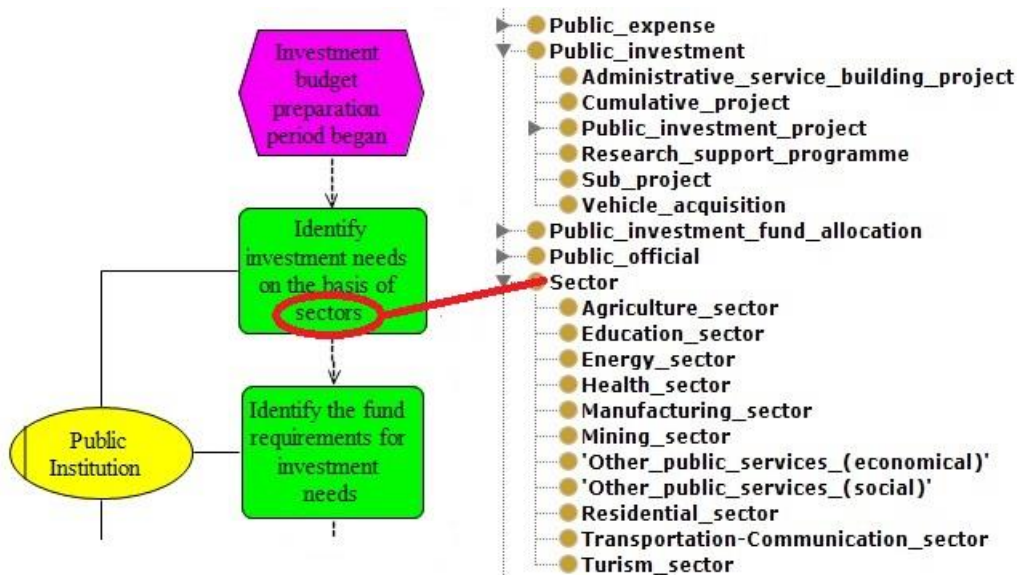 Investment
budget
preparation
period began
Identify
investment needs
on the basis of
sectors
Identify the fund
requirements for
investment
needs
Public
Institution
Public_expense
Public_investment
Administrative_service_building_project
Cumulative_project
Public_investment_project
Research_support_programme
Sub_project
Vehicle_acquisition
Public_investment_fund_allocation
Public_official
Sector
Agriculture_sector
Education_sector
Energy_sector
Health_sector
Manufacturing_sector
Mining_sector
'Other_public_services_(economical)'
'Other_public_services_(social)'
Residential_sector
Transportation-Communication_sector
Turism_sector